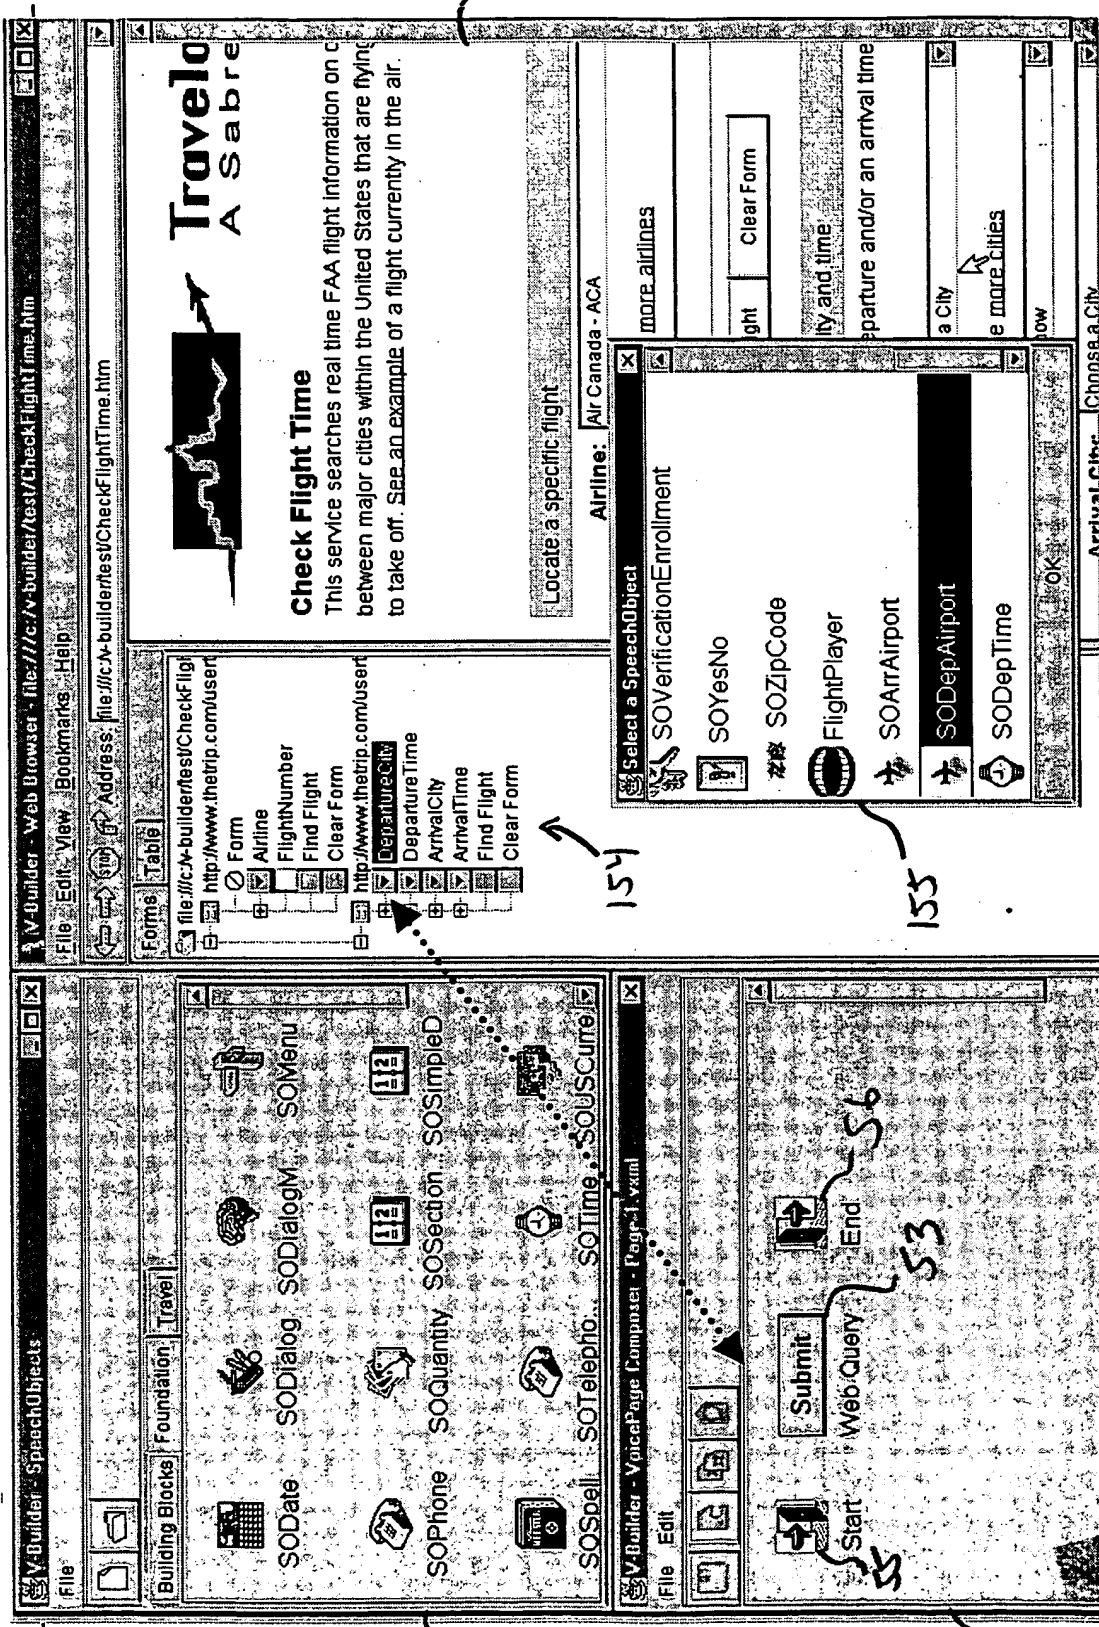 V-Builder - SpeechObjects
File
Building Blocks Foundation Travel
SODate SODialog SODialogM... SOMenu
SOPhone SOQuantity SOSection... SOSimpleD
SOSpell SOTelepho... SOTime SOUSCurre
V-Builder - VoicePage Composer - [Page-1.vxml
File Edit
Submit
Start Web Query End
55
53
56
V-Builder - Web Browser - file:///c:/v-builder/test/CheckFlightTime.htm
File Edit View Bookmarks Help
STOP Address: file:///c:/v-builder/test/CheckFlightTime.htm
Forms Table
file:///c:/v-builder/test/CheckFligh
http://www.thetrip.com/usert
Form
Airline
FlightNumber
Find Flight
Clear Form
http://www.thetrip.com/usert
DepartureCity
DepartureTime
ArrivalCity
ArrivalTime
Find Flight
Clear Form
154
Travelo
A Sabre
Check Flight Time
This service searches real time FAA flight information on c
between major cities within the United States that are flying
to take off. See an example of a flight currently in the air.
Locate a specific flight
Airline: Air Canada - ACA
more airlines
ght Clear Form
ity and time
eparture and/or an arrival time
a City
e more cities
now
Arrival City: Choose a City
Select a SpeechObject
SOVerificationEnrollment
SOYesNo
SOZipCode
FlightPlayer
SOArrAirport
SODepAirport
SODepTime
OK
155